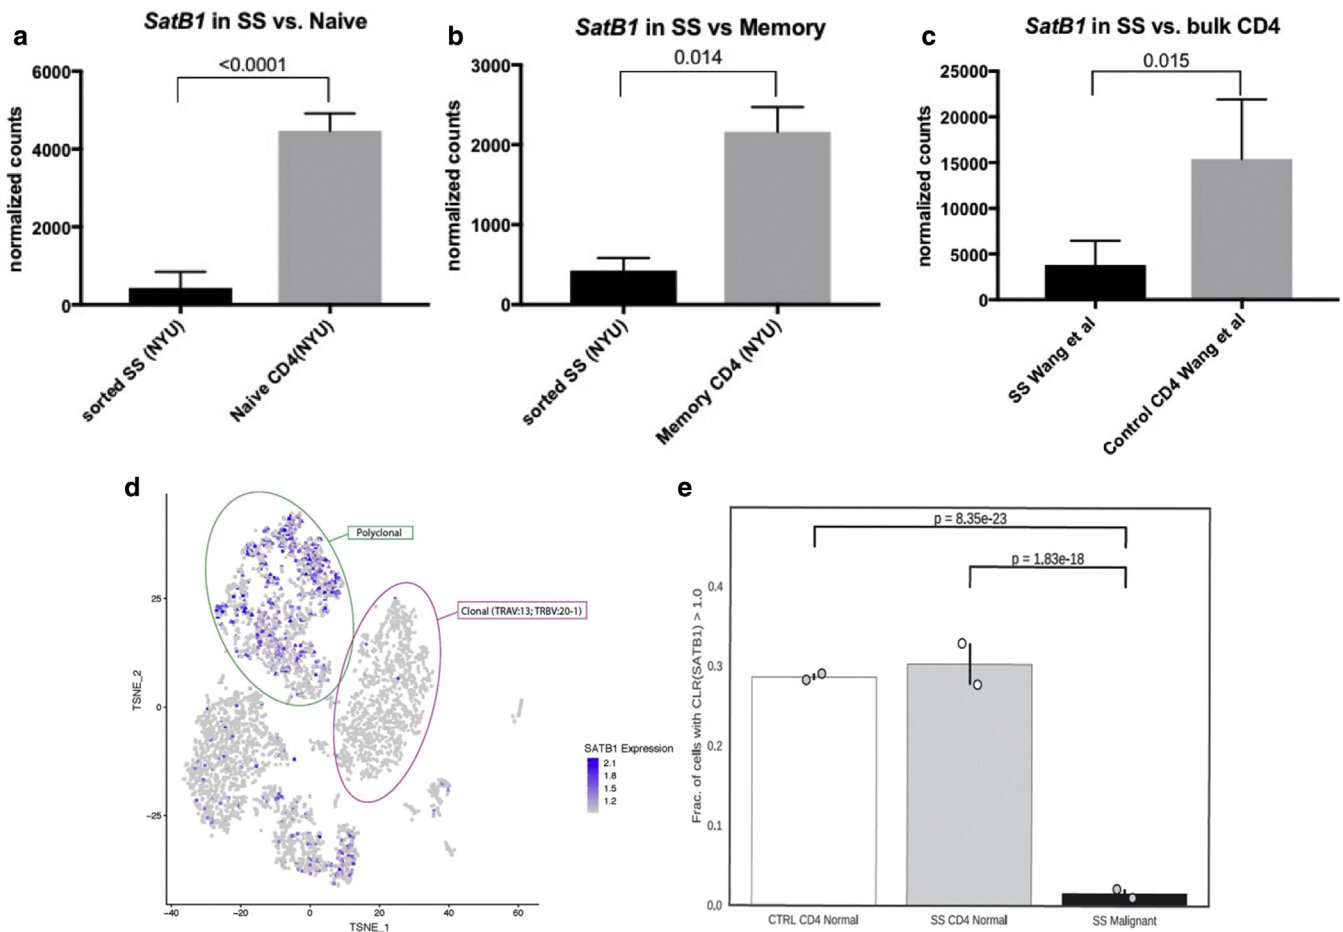 a
SatB1 in SS vs. Naive
<0.0001
normalized counts
6000
4000
2000
0
sorted SS (NYU)
Naive CD4(NYU)
b
SatB1 in SS vs Memory
0.014
normalized counts
3000
2000
1000
0
sorted SS (NYU)
Memory CD4 (NYU)
c
SatB1 in SS vs. bulk CD4
0.015
normalized counts
25000
20000
15000
10000
5000
0
SS Wang et al
Control CD4 Wang et al
d
Polyclonal
Clonal (TRAV:13; TRBV:20-1)
TSNE_2
25
0
−25
−40
−20
0
20
40
60
TSNE_1
SATB1 Expression
2.1
1.8
1.5
1.2
e
p = 8.35e-23
p = 1.83e-18
Frac. of cells with CLR(SATB1) > 1.0
0.4
0.3
0.2
0.1
0.0
CTRL CD4 Normal
SS CD4 Normal
SS Malignant